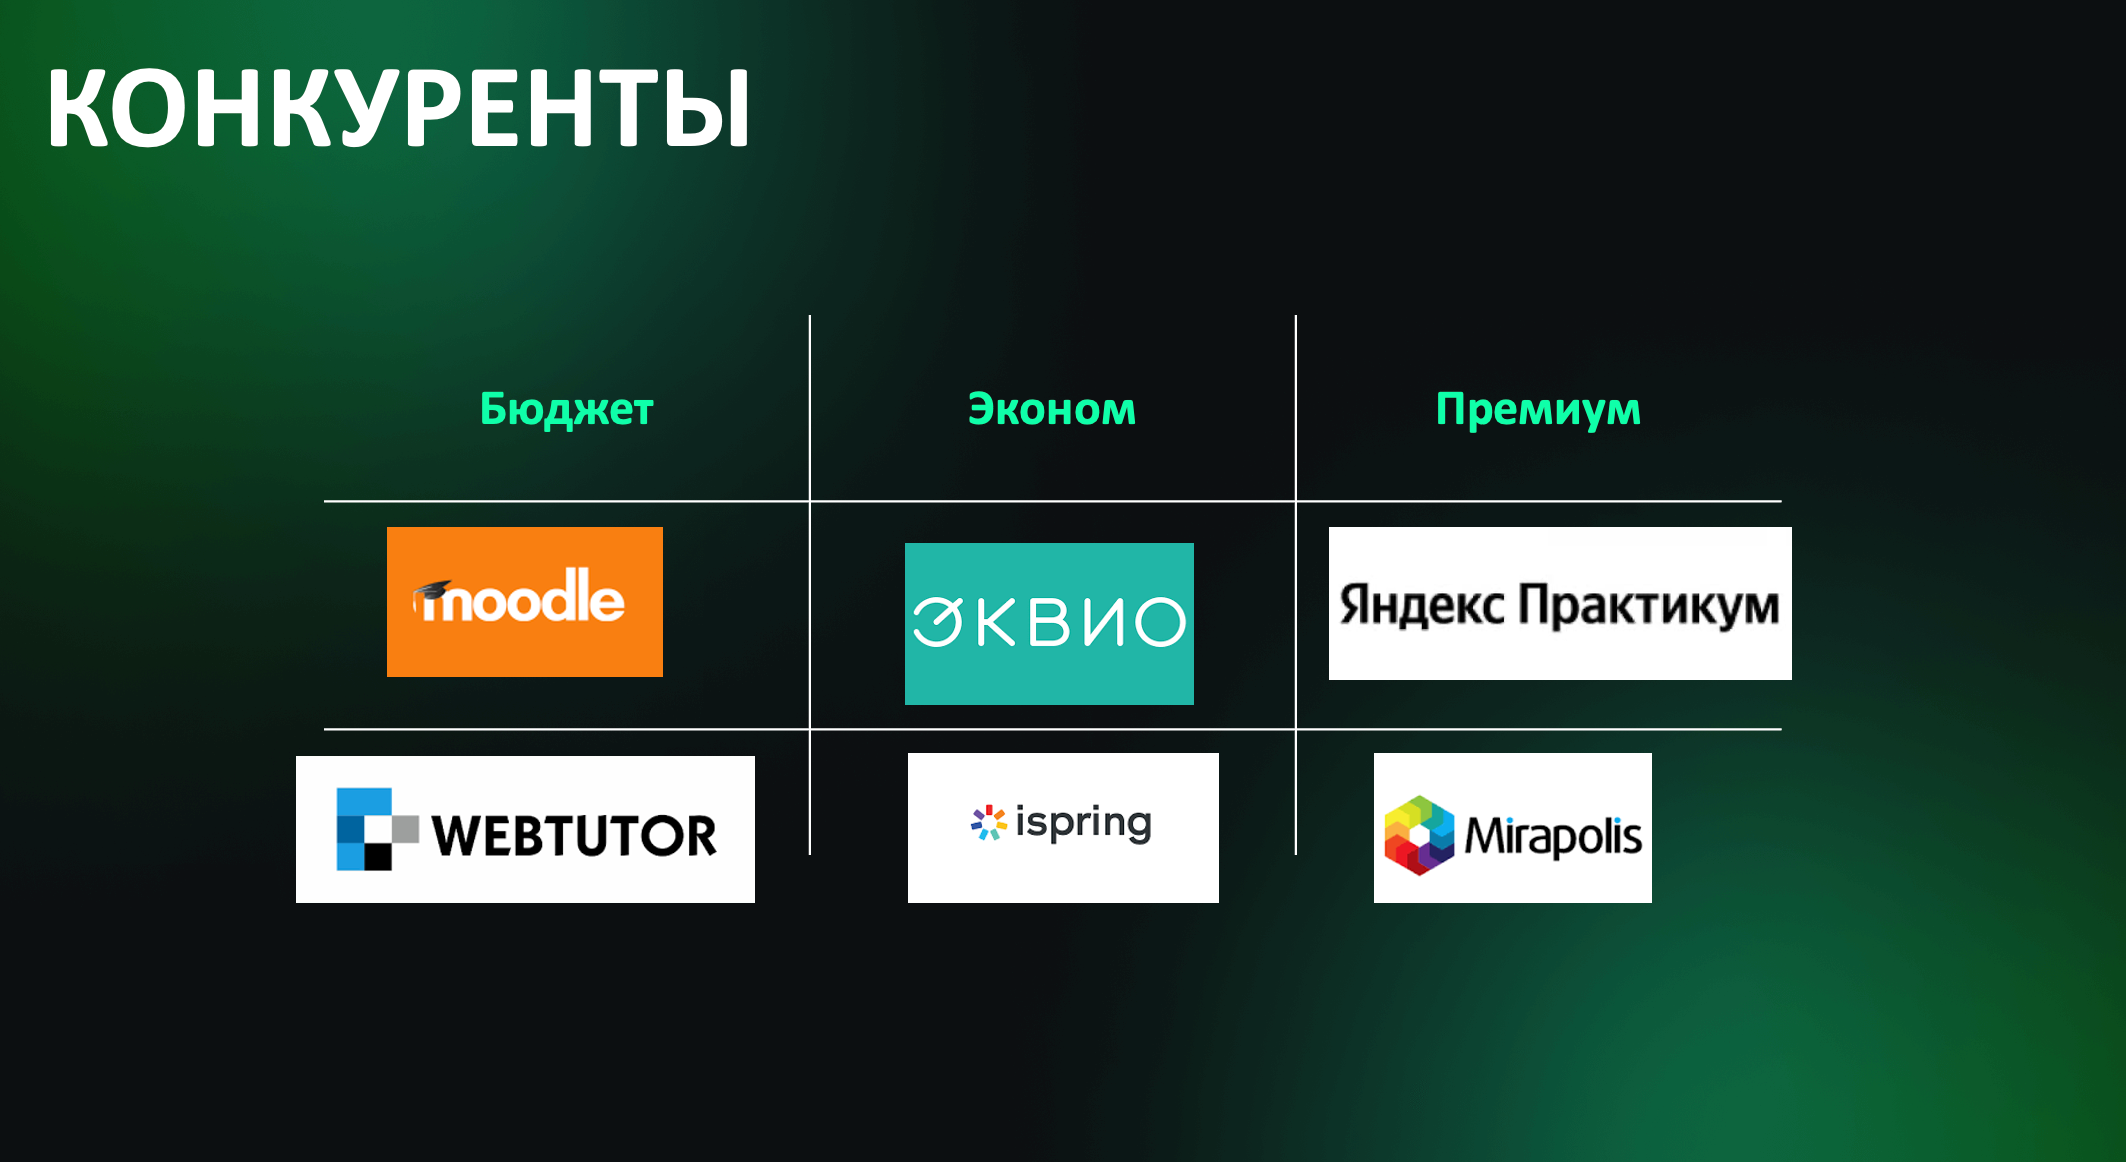 КОНКУРЕНТЫ
Бюджет Эконом Премиум
moodle ЭКВИО Яндекс Практикум
WEBTUTOR ispring Mirapolis